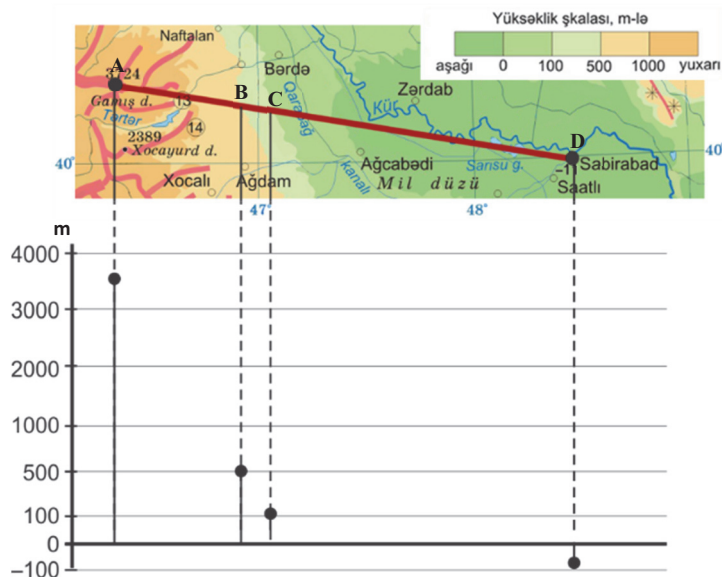 Yüksəklik şkalası, m-lə
aşağı 0 100 500 1000 yuxarı
Naftalan
A
3724
Gamış d.
13
Tərtər
14
2389
Xocayurd d.
40°
Xocalı
Ağdam
47°
B
C
Bərdə
Qarabağ
kanalı
Zərdab
Kür
Ağcabədi
Mil düzü
Sarısu g.
48°
D
–11
Sabirabad
Saatlı
40°
m
4000
3000
2000
1000
500
100
0
–100